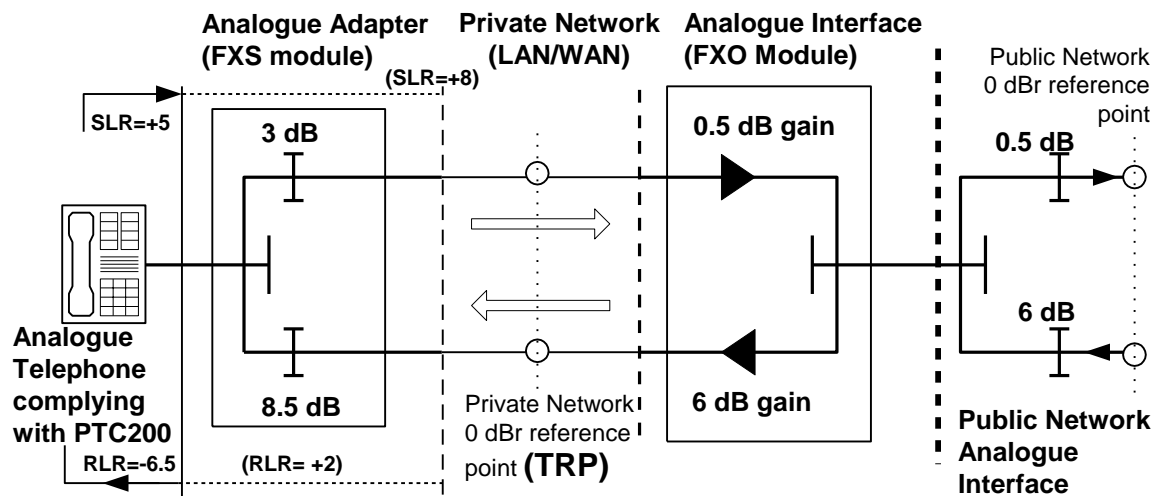 Analogue Adapter
(FXS module)
Private Network
(LAN/WAN)
Analogue Interface
(FXO Module)
Public Network
0 dBr reference
point
(SLR=+8)
SLR=+5
3 dB
0.5 dB gain
0.5 dB
6 dB
Analogue
Telephone
complying
with PTC200
8.5 dB
Private Network
0 dBr reference
point (TRP)
6 dB gain
Public Network
Analogue
Interface
RLR=-6.5
(RLR= +2)